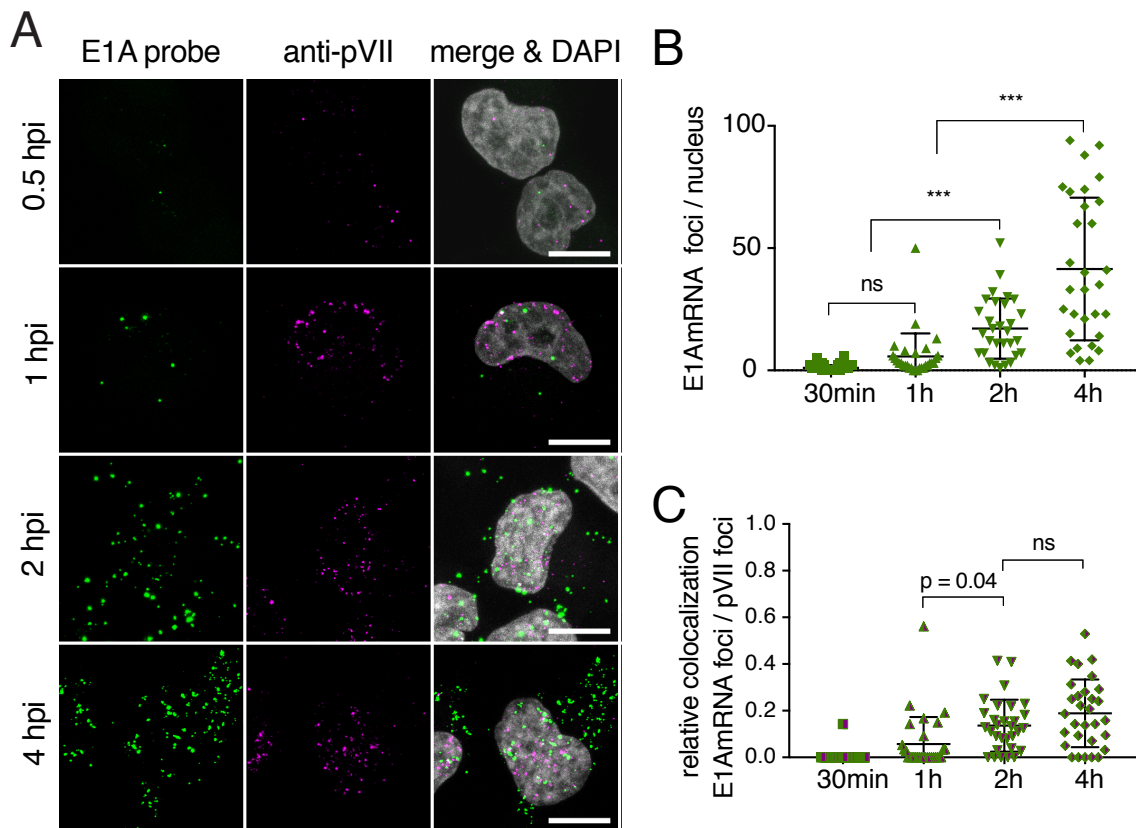 A
E1A probe anti-pVII merge & DAPI
0.5 hpi
1 hpi
2 hpi
4 hpi
B
E1AmRNA foci / nucleus
100
50
0
ns
***
***
30min 1h 2h 4h
C
relative colocalization
E1AmRNA foci / pVII foci
1.0
0.8
0.6
0.4
0.2
0.0
p = 0.04
ns
30min 1h 2h 4h